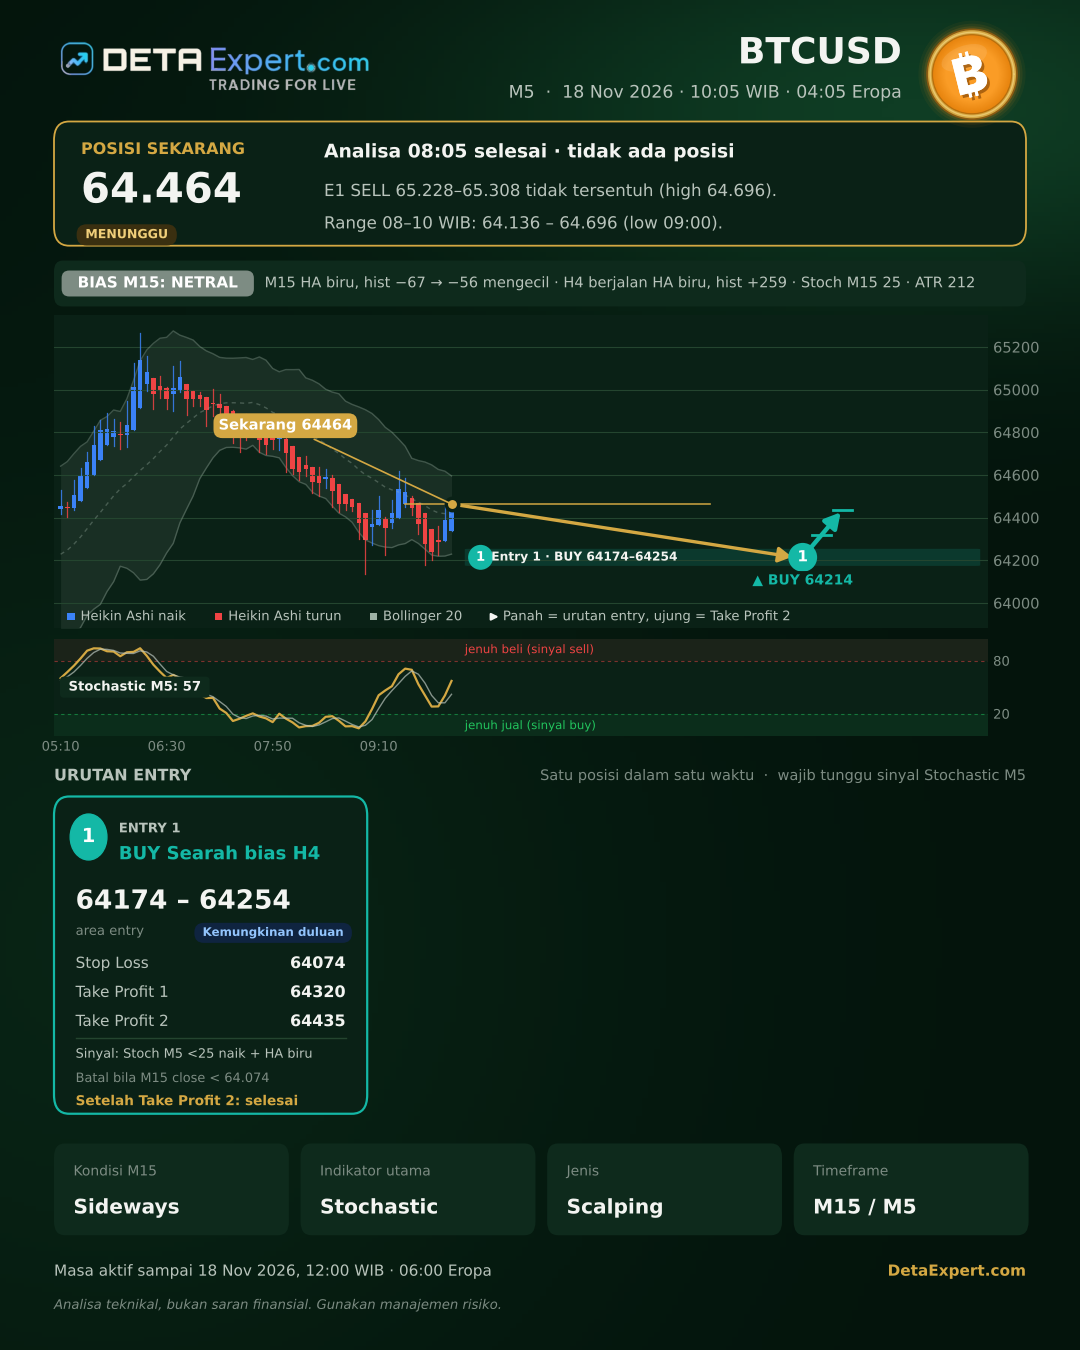 DETA Expert.com
TRADING FOR LIVE
BTCUSD
M5 · 18 Nov 2026 · 10:05 WIB · 04:05 Eropa
POSISI SEKARANG
64.464
MENUNGGU
Analisa 08:05 selesai · tidak ada posisi
E1 SELL 65.228–65.308 tidak tersentuh (high 64.696).
Range 08–10 WIB: 64.136 – 64.696 (low 09:00).
BIAS M15: NETRAL
M15 HA biru, hist −67 → −56 mengecil · H4 berjalan HA biru, hist +259 · Stoch M15 25 · ATR 212
65200
65000
64800
64600
64400
64200
64000
Sekarang 64464
1 Entry 1 · BUY 64174–64254
1
▲ BUY 64214
Heikin Ashi naik
Heikin Ashi turun
Bollinger 20
Panah = urutan entry, ujung = Take Profit 2
jenuh beli (sinyal sell)
80
Stochastic M5: 57
20
jenuh jual (sinyal buy)
05:10
06:30
07:50
09:10
URUTAN ENTRY
Satu posisi dalam satu waktu · wajib tunggu sinyal Stochastic M5
1
ENTRY 1
BUY Searah bias H4
64174 – 64254
area entry
Kemungkinan duluan
Stop Loss 64074
Take Profit 1 64320
Take Profit 2 64435
Sinyal: Stoch M5 <25 naik + HA biru
Batal bila M15 close < 64.074
Setelah Take Profit 2: selesai
Kondisi M15
Sideways
Indikator utama
Stochastic
Jenis
Scalping
Timeframe
M15 / M5
Masa aktif sampai 18 Nov 2026, 12:00 WIB · 06:00 Eropa
DetaExpert.com
Analisa teknikal, bukan saran finansial. Gunakan manajemen risiko.